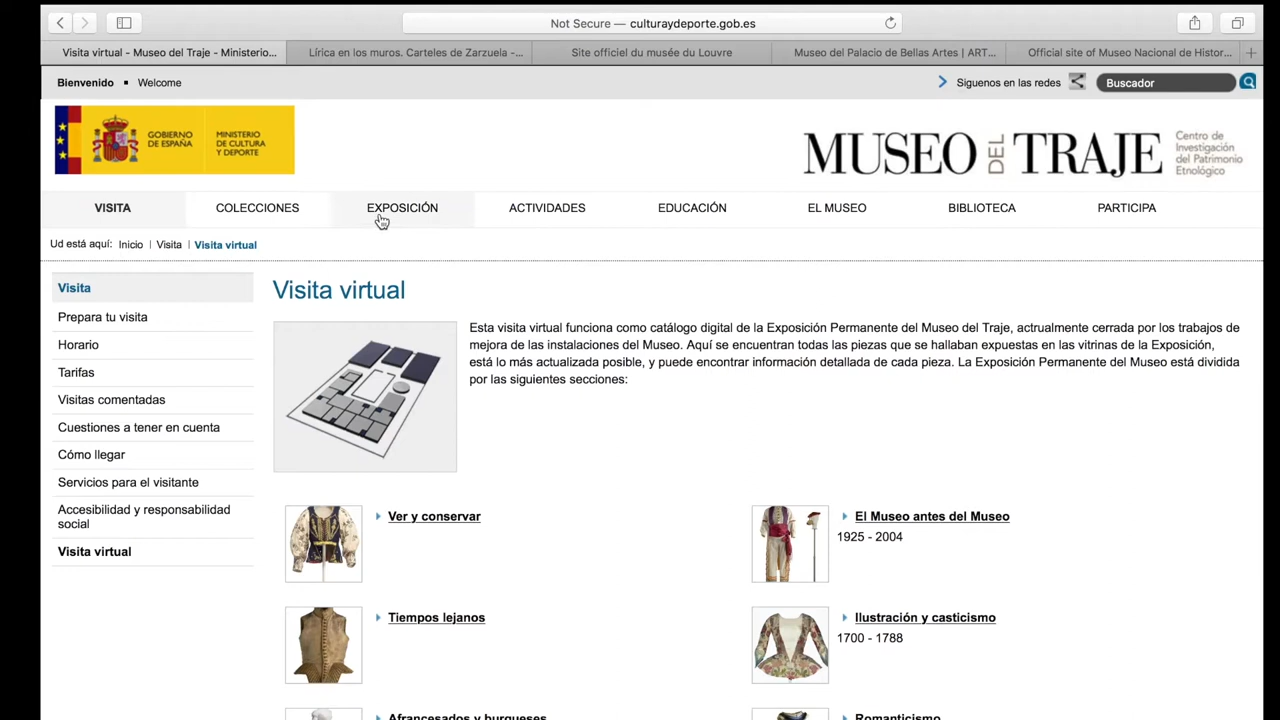 Not Secure — culturaydeporte.gob.es
Visita virtual - Museo del Traje - Ministerio...
Lírica en los muros. Carteles de Zarzuela -...
Site officiel du musée du Louvre
Museo del Palacio de Bellas Artes | ART...
Official site of Museo Nacional de Histor...
Bienvenido ▪ Welcome
Siguenos en las redes
Buscador
GOBIERNO
DE ESPAÑA
MINISTERIO
DE CULTURA
Y DEPORTE
MUSEO DEL TRAJE
Centro de
Investigación
del Patrimonio
Etnológico
VISITA
COLECCIONES
EXPOSICIÓN
ACTIVIDADES
EDUCACIÓN
EL MUSEO
BIBLIOTECA
PARTICIPA
Ud está aquí: Inicio | Visita | Visita virtual
Visita
Prepara tu visita
Horario
Tarifas
Visitas comentadas
Cuestiones a tener en cuenta
Cómo llegar
Servicios para el visitante
Accesibilidad y responsabilidad
social
Visita virtual
Visita virtual
Esta visita virtual funciona como catálogo digital de la Exposición Permanente del Museo del Traje, actrualmente cerrada por los trabajos de
mejora de las instalaciones del Museo. Aquí se encuentran todas las piezas que se hallaban expuestas en las vitrinas de la Exposición,
está lo más actualizada posible, y puede encontrar información detallada de cada pieza. La Exposición Permanente del Museo está dividida
por las siguientes secciones:
Ver y conservar
El Museo antes del Museo
1925 - 2004
Tiempos lejanos
Ilustración y casticismo
1700 - 1788
Afrancesados y burgueses
Romanticismo